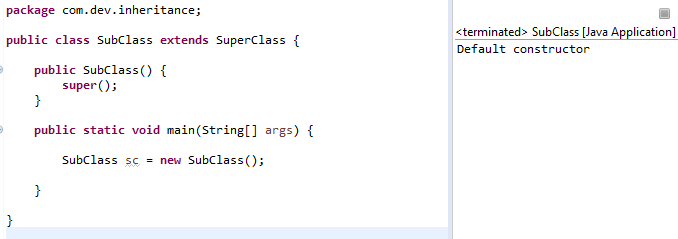 package com.dev.inheritance;
public class SubClass extends SuperClass {
public SubClass() {
super();
}
public static void main(String[] args) {
SubClass sc = new SubClass();
}
}
<terminated> SubClass [Java Application]
Default constructor